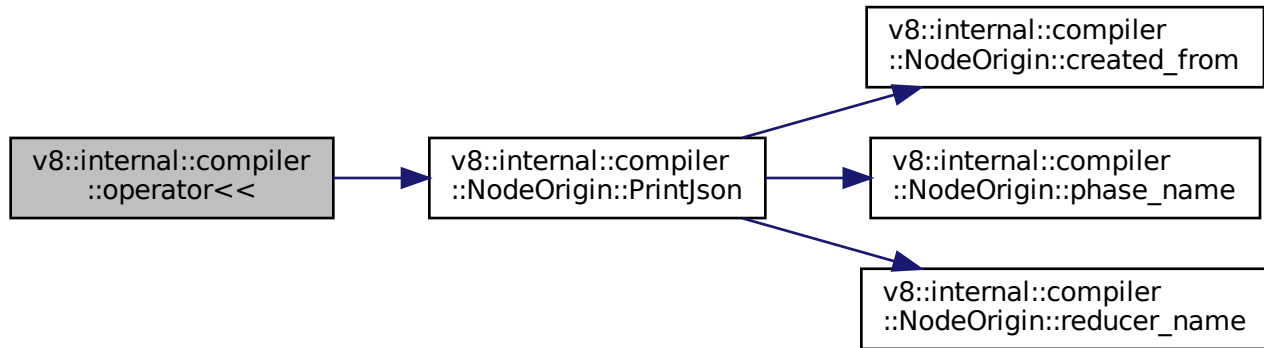 v8::internal::compiler
::operator<<
v8::internal::compiler
::NodeOrigin::PrintJson
v8::internal::compiler
::NodeOrigin::created_from
v8::internal::compiler
::NodeOrigin::phase_name
v8::internal::compiler
::NodeOrigin::reducer_name